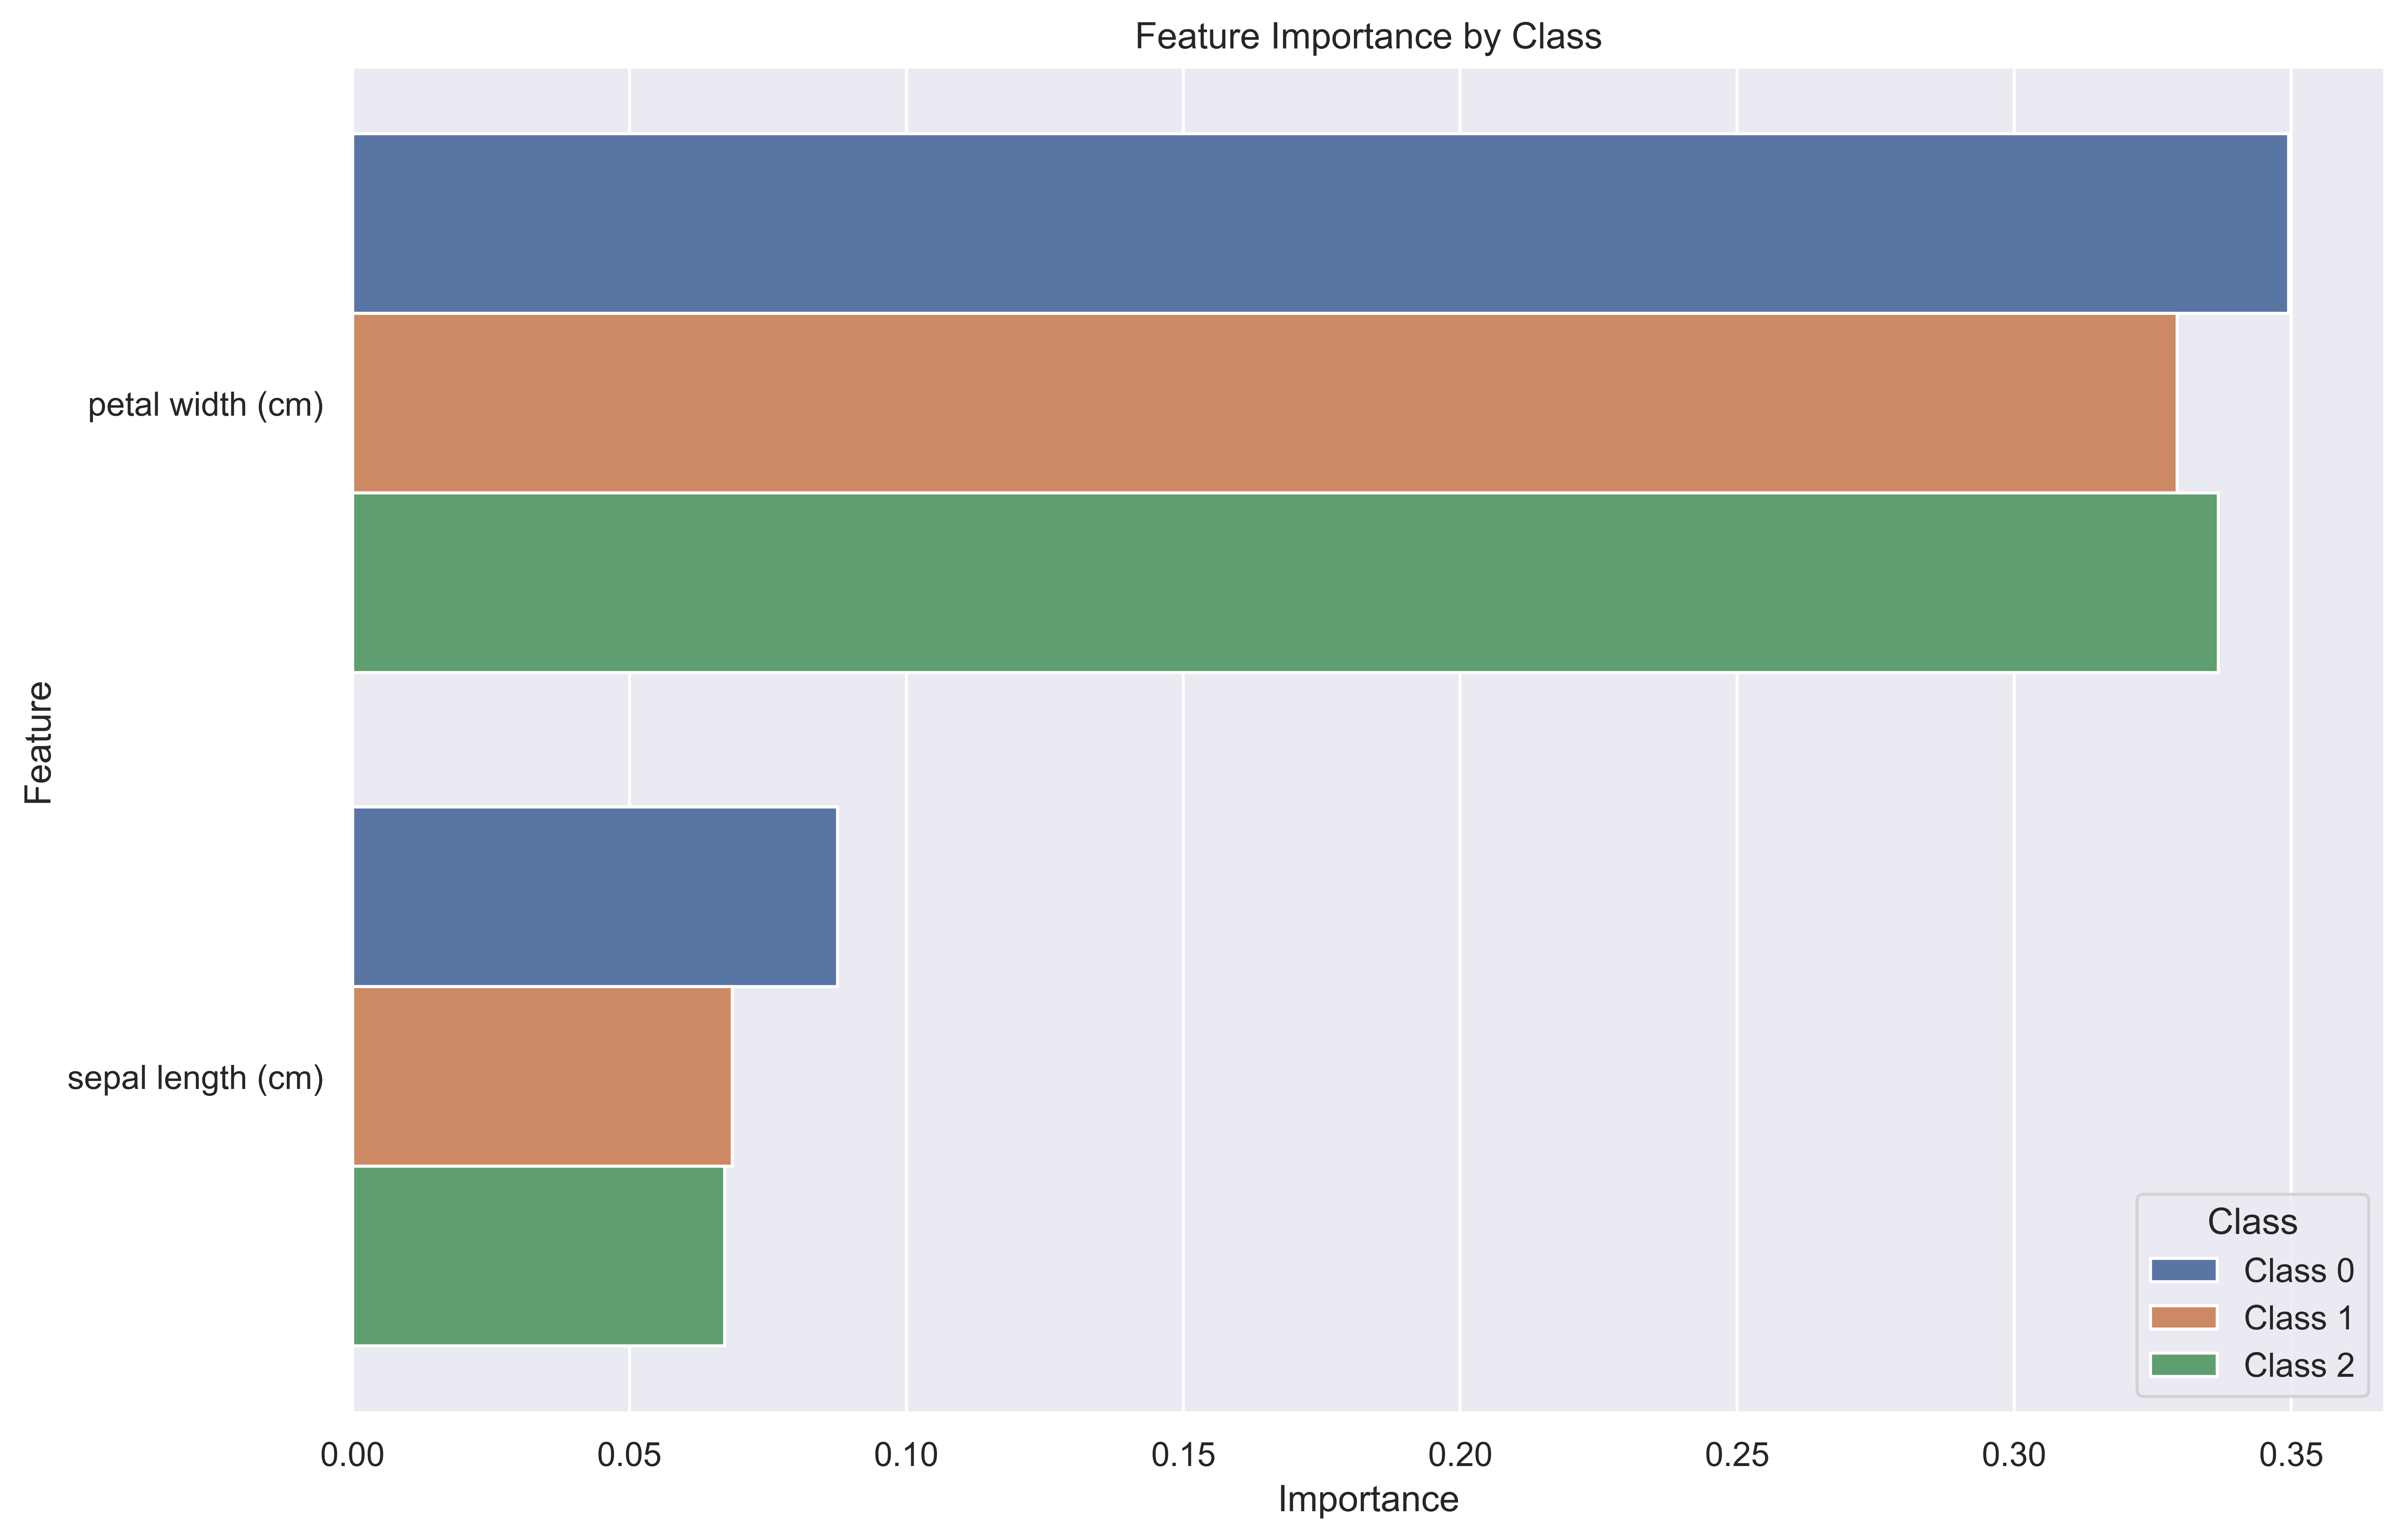 Feature Importance by Class
Feature
petal width (cm)
sepal length (cm)
Class
Class 0
Class 1
Class 2
0.00 0.05 0.10 0.15 0.20 0.25 0.30 0.35
Importance